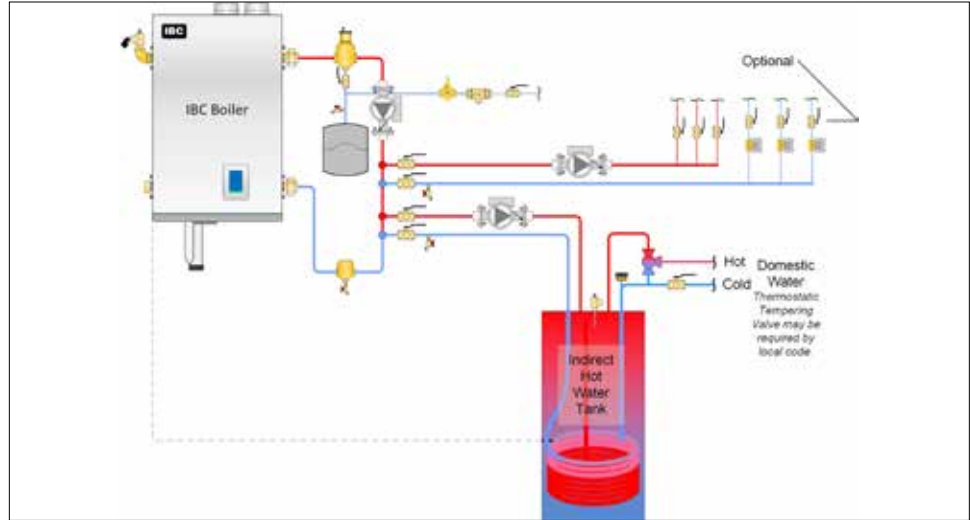 IBC
IBC Boiler
Optional
Hot
Cold
Domestic
Water
Thermostatic
Tempering
Valve may be
required by
local code
Indirect
Hot
Water
Tank